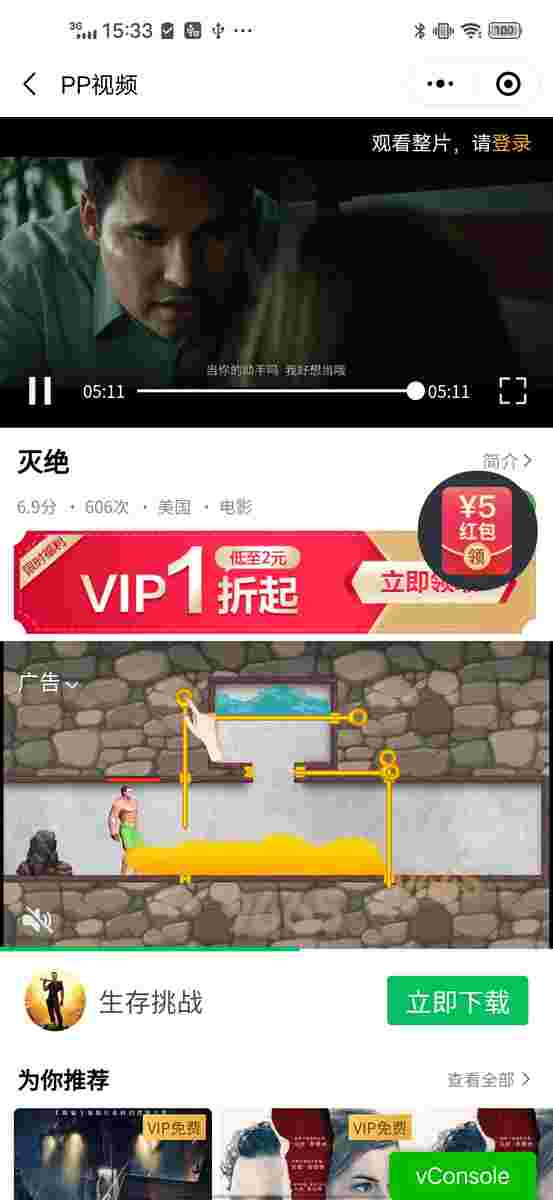 3G 15:33 100
PP视频
观看整片，请登录
当你的助手吗 我好想当哦
05:11 05:11
灭绝
简介
6.9分 · 606次 · 美国 · 电影
¥5
红包
领
限时福利
VIP1折起
低至2元
立即领
广告
生存挑战
立即下载
为你推荐
查看全部
VIP免费
VIP免费
vConsole